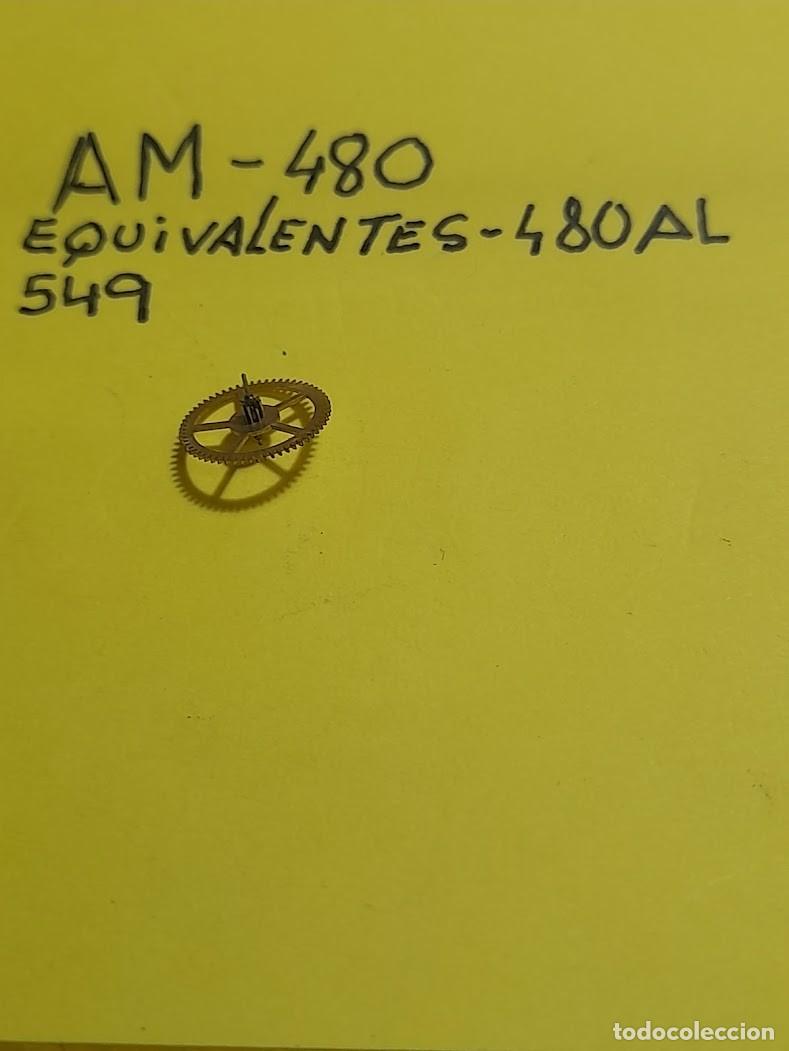 AM-480
EQUiVALENTES-480AL
549
todocoleccion